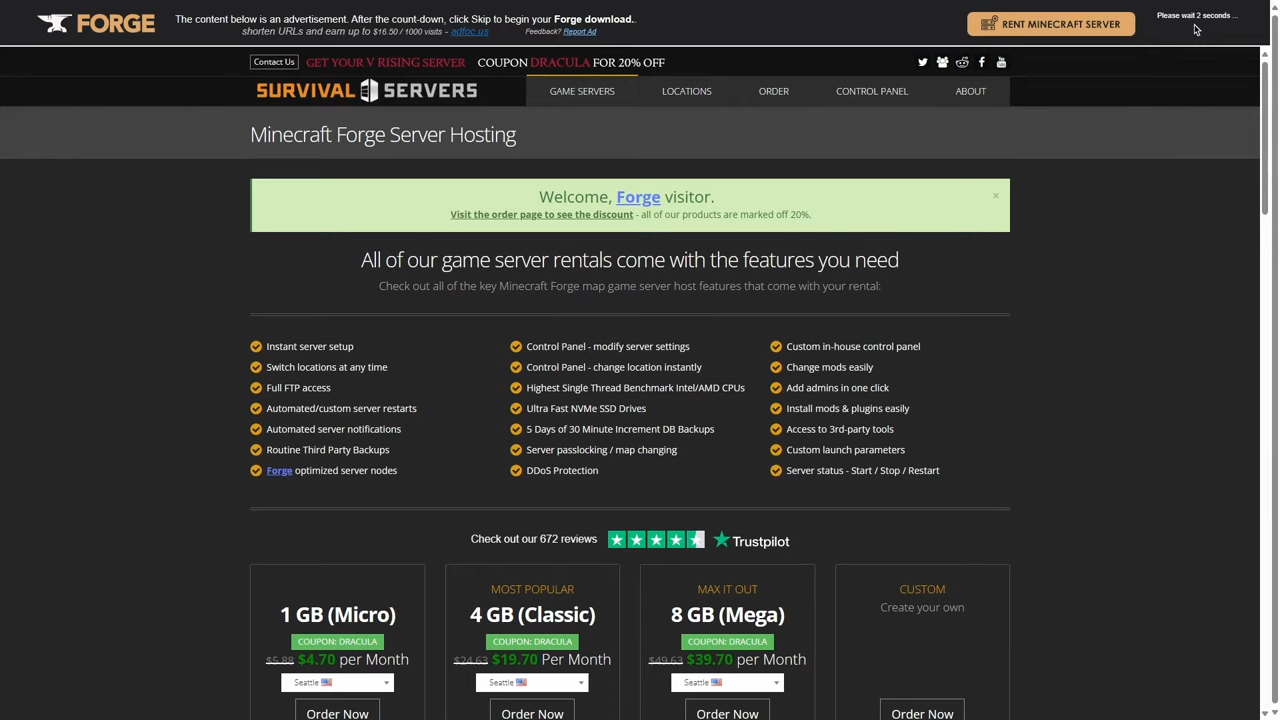 FORGE
The content below is an advertisement. After the count-down, click Skip to begin your Forge download..
shorten URLs and earn up to $16.50 / 1000 visits - adfoc.us
Feedback? Report Ad
RENT MINECRAFT SERVER
Please wait 2 seconds ...
Contact Us
GET YOUR V RISING SERVER
COUPON DRACULA FOR 20% OFF
SURVIVAL SERVERS
GAME SERVERS
LOCATIONS
ORDER
CONTROL PANEL
ABOUT
Minecraft Forge Server Hosting
Welcome, Forge visitor.
×
Visit the order page to see the discount - all of our products are marked off 20%.
All of our game server rentals come with the features you need
Check out all of the key Minecraft Forge map game server host features that come with your rental:
Instant server setup
Switch locations at any time
Full FTP access
Automated/custom server restarts
Automated server notifications
Routine Third Party Backups
Forge optimized server nodes
Control Panel - modify server settings
Control Panel - change location instantly
Highest Single Thread Benchmark Intel/AMD CPUs
Ultra Fast NVMe SSD Drives
5 Days of 30 Minute Increment DB Backups
Server passlocking / map changing
DDoS Protection
Custom in-house control panel
Change mods easily
Add admins in one click
Install mods & plugins easily
Access to 3rd-party tools
Custom launch parameters
Server status - Start / Stop / Restart
Check out our 672 reviews
Trustpilot
1 GB (Micro)
COUPON: DRACULA
$5.88 $4.70 per Month
Seattle
Order Now
MOST POPULAR
4 GB (Classic)
COUPON: DRACULA
$24.63 $19.70 Per Month
Seattle
Order Now
MAX IT OUT
8 GB (Mega)
COUPON: DRACULA
$49.63 $39.70 per Month
Seattle
Order Now
CUSTOM
Create your own
Order Now